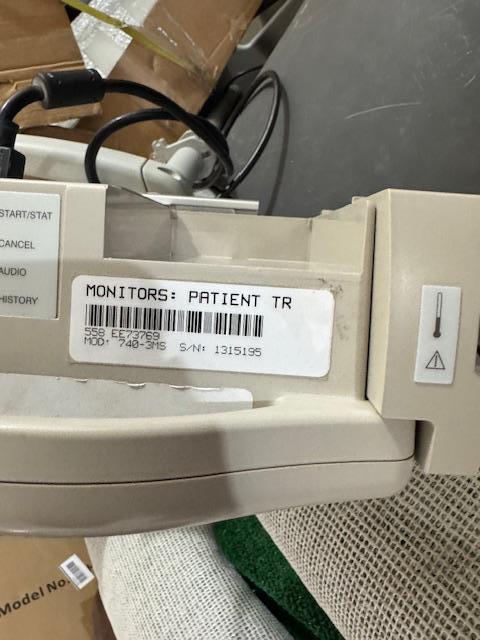 START/STAT
CANCEL
AUDIO
HISTORY
MONITORS: PATIENT TR
558 EE73769
MOD: 740-3MS S/N: 1315195
Model No.